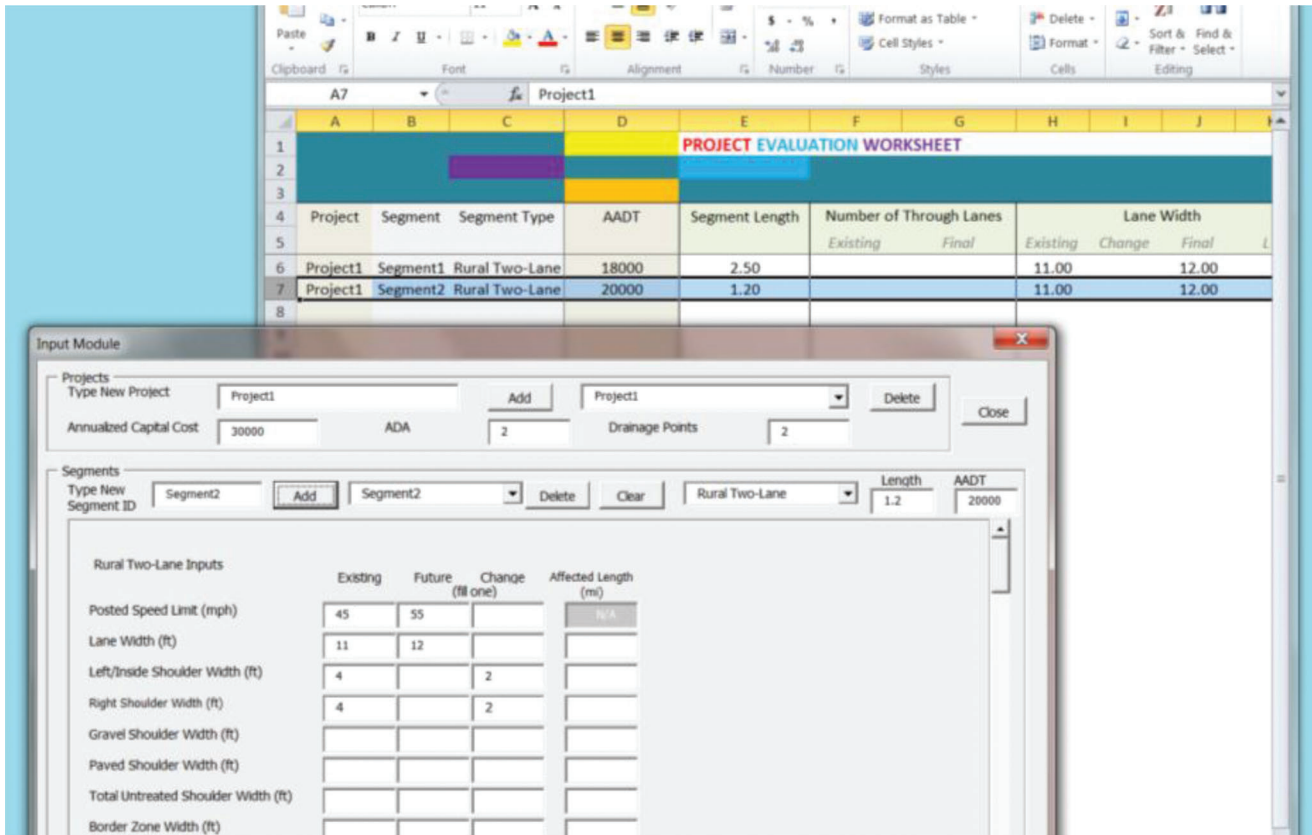 Paste
B I U
$ - % ,
Format as Table
Cell Styles
Delete
Format
Sort & Find &
Filter Select
Clipboard Font Alignment Number Styles Cells Editing
A7 fx Project1
A B C D E F G H I J
1 PROJECT EVALUATION WORKSHEET
2
3
4 Project Segment Segment Type AADT Segment Length Number of Through Lanes Lane Width
5 Existing Final Existing Change Final L
6 Project1 Segment1 Rural Two-Lane 18000 2.50 11.00 12.00
7 Project1 Segment2 Rural Two-Lane 20000 1.20 11.00 12.00
8
Input Module
Projects
Type New Project Project1 Add Project1 Delete
Close
Annualized Capital Cost 30000 ADA 2 Drainage Points 2
Segments
Type New Segment ID Segment2 Add Segment2 Delete Clear Rural Two-Lane Length 1.2 AADT 20000
Rural Two-Lane Inputs
Existing Future Change (fill one) Affected Length (mi)
Posted Speed Limit (mph) 45 55 N/A
Lane Width (ft) 11 12
Left/Inside Shoulder Width (ft) 4 2
Right Shoulder Width (ft) 4 2
Gravel Shoulder Width (ft)
Paved Shoulder Width (ft)
Total Untreated Shoulder Width (ft)
Border Zone Width (ft)